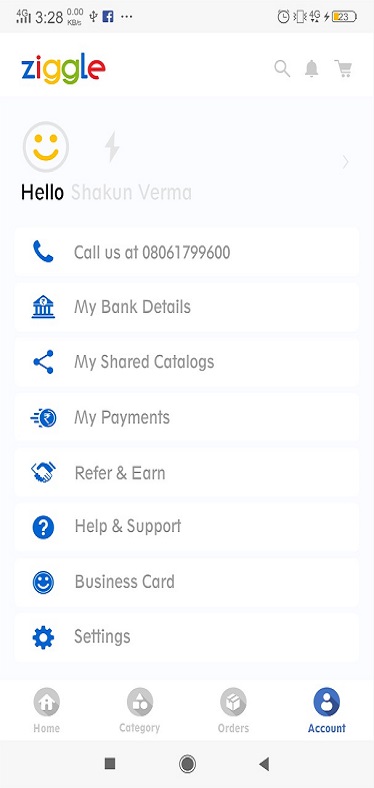 4G 3:28 0.00 KB/s ... 4G 23
ziggle
Hello Shakun Verma
Call us at 08061799600
My Bank Details
My Shared Catalogs
My Payments
Refer & Earn
Help & Support
Business Card
Settings
Home Category Orders Account